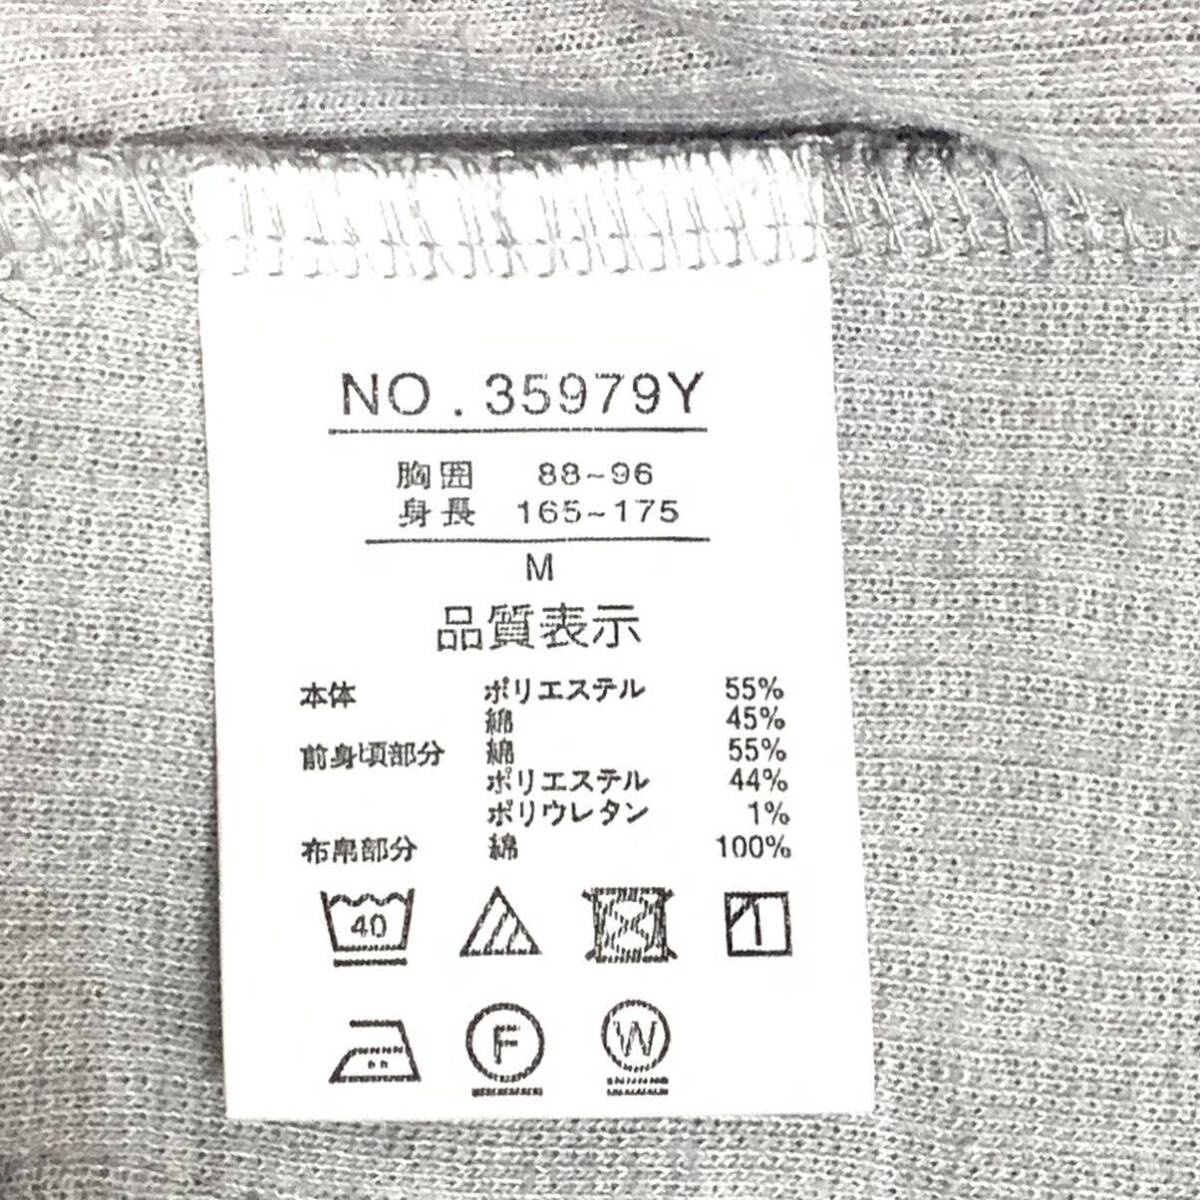 NO.35979Y
胸囲 88~96
身長 165~175
M
品質表示
本体 ポリエステル 55%
綿 45%
前身頃部分 綿 55%
ポリエステル 44%
ポリウレタン 1%
布帛部分 綿 100%
40
F W